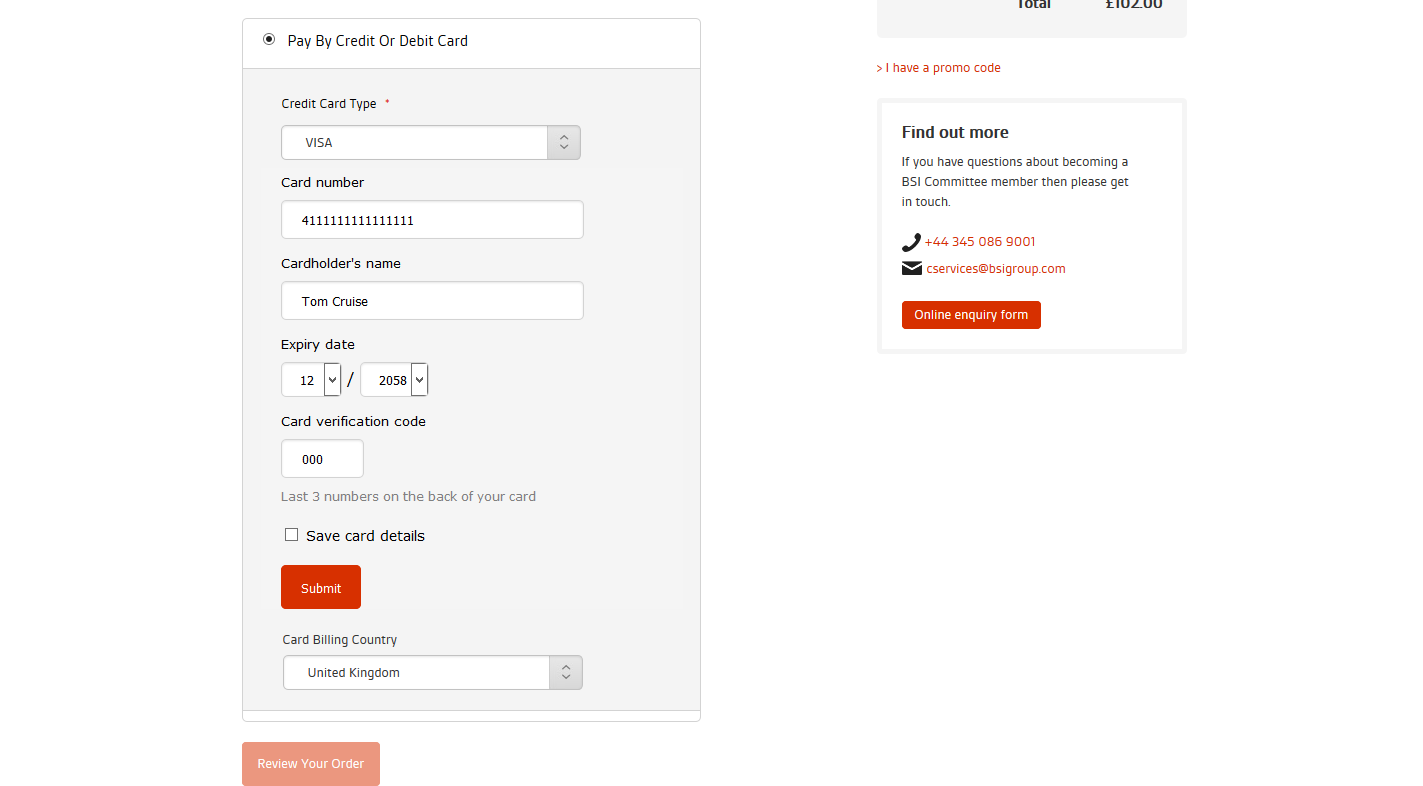 Pay By Credit Or Debit Card
Credit Card Type *
VISA
Card number
4111111111111111
Cardholder's name
Tom Cruise
Expiry date
12 / 2058
Card verification code
000
Last 3 numbers on the back of your card
Save card details
Submit
Card Billing Country
United Kingdom
Review Your Order
Total £102.00
> I have a promo code
Find out more
If you have questions about becoming a
BSI Committee member then please get
in touch.
+44 345 086 9001
cservices@bsigroup.com
Online enquiry form